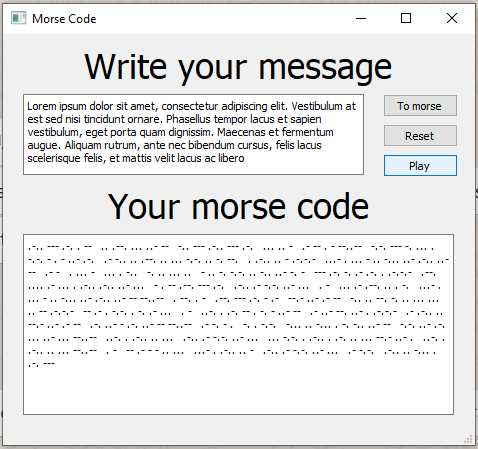 Morse Code
Write your message
Lorem ipsum dolor sit amet, consectetur adipiscing elit. Vestibulum at
est sed nisi tincidunt ornare. Phasellus tempor lacus et sapien
vestibulum, eget porta quam dignissim. Maecenas et fermentum
augue. Aliquam rutrum, ante nec bibendum cursus, felis lacus
scelerisque felis, et mattis velit lacus ac libero
To morse
Reset
Play
Your morse code
.-.. --- .-. . --   .. .--. ... ..- --   -.. --- .-.. --- .-.   ... .. -   .- -- . - --..--   -.-. --- -. ... .
-.-. - . - ..- .-.   .- -.. .. .--. .. ... -.-. .. -. --.   . .-.. .. - .-.-.-   ...- . ... - .. -... ..- .-.. ..-
--   .- -   . ... -   ... . -..   -. .. ... ..   - .. -. -.-. .. -.. ..- -. -   --- .-. -. .- .-. . .-.-.-   .--.
.... .- ... . .-.. .-.. ..- ...   - . -- .--. --- .-.   .-.. .- -.-. ..- ...   . -   ... .- .--. .. . -.   ...- .
... - .. -... ..- .-.. ..- -- --..--   . --. . -   .--. --- .-. - .-   --.- ..- .- --   -.. .. --. -. .. ... ...
.. -- .-.-.-   -- .- . -.-. . -. .- ...   . -   ..-. . .-. -- . -. - ..- --   .- ..- --. ..- . .-.-.-   .- .-.. ..
--.- ..- .- --   .-. ..- - .-. ..- -- --..--   .- -. - .   -. . -.-.   -... .. -... . -. -.. ..- --   -.-. ..- .-.
... ..- ... --..--   ..-. . .-.. .. ...   .-.. .- -.-. ..- ...   ... -.-. . .-.. . .-. .. ... --.- ..- .   ..-. .
.-.. .. ... --..--   . -   -- .- - - .. ...   ...- . .-.. .. -   .-.. .- -.-. ..- ...   .- -.-.   .-.. .. -... .
.-. ---